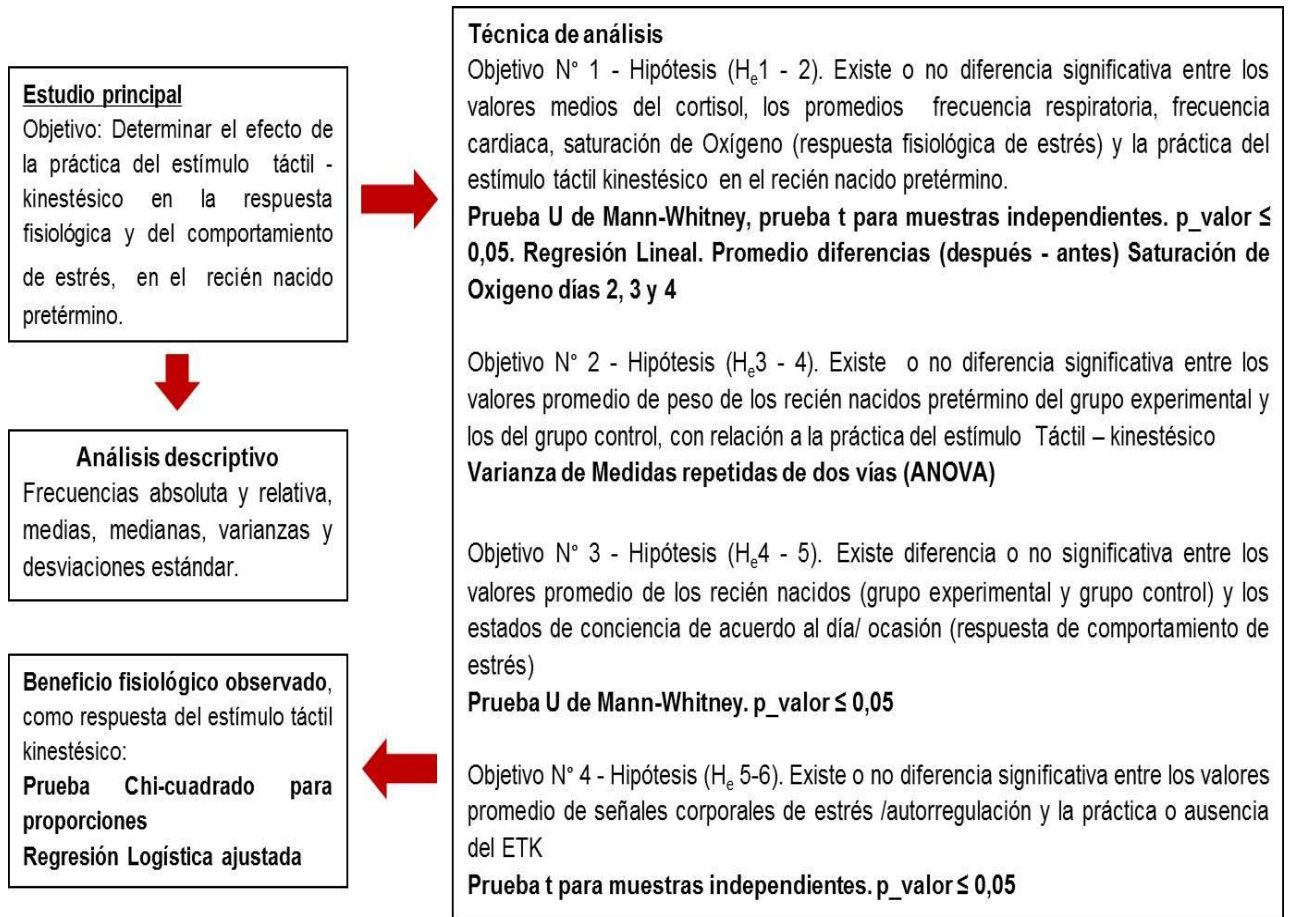 Estudio principal
Objetivo: Determinar el efecto de
la práctica del estímulo táctil -
kinestésico en la respuesta
fisiológica y del comportamiento
de estrés, en el recién nacido
pretérmino.
Análisis descriptivo
Frecuencias absoluta y relativa,
medias, medianas, varianzas y
desviaciones estándar.
Técnica de análisis
Objetivo N° 1 - Hipótesis (Hₑ1 - 2). Existe o no diferencia significativa entre los
valores medios del cortisol, los promedios frecuencia respiratoria, frecuencia
cardiaca, saturación de Oxígeno (respuesta fisiológica de estrés) y la práctica del
estímulo táctil kinestésico en el recién nacido pretérmino.
Prueba U de Mann-Whitney, prueba t para muestras independientes. p_valor ≤
0,05. Regresión Lineal. Promedio diferencias (después - antes) Saturación de
Oxigeno días 2, 3 y 4
Objetivo N° 2 - Hipótesis (Hₑ3 - 4). Existe o no diferencia significativa entre los
valores promedio de peso de los recién nacidos pretérmino del grupo experimental y
los del grupo control, con relación a la práctica del estímulo Táctil – kinestésico
Varianza de Medidas repetidas de dos vías (ANOVA)
Objetivo N° 3 - Hipótesis (Hₑ4 - 5). Existe diferencia o no significativa entre los
valores promedio de los recién nacidos (grupo experimental y grupo control) y los
estados de conciencia de acuerdo al día/ ocasión (respuesta de comportamiento de
estrés)
Prueba U de Mann-Whitney. p_valor ≤ 0,05
Objetivo N° 4 - Hipótesis (Hₑ 5-6). Existe o no diferencia significativa entre los valores
promedio de señales corporales de estrés /autorregulación y la práctica o ausencia
del ETK
Prueba t para muestras independientes. p_valor ≤ 0,05
Beneficio fisiológico observado,
como respuesta del estímulo táctil
kinestésico:
Prueba Chi-cuadrado para
proporciones
Regresión Logística ajustada